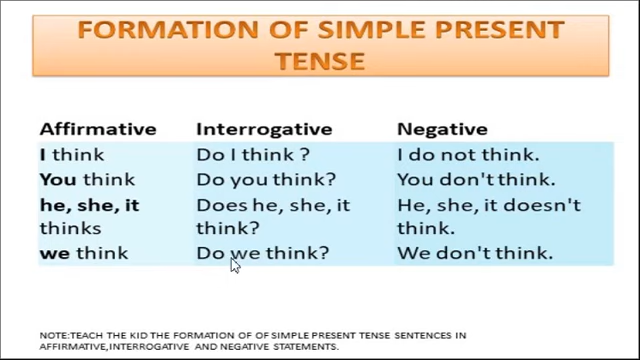 FORMATION OF SIMPLE PRESENT
TENSE
Affirmative Interrogative Negative
I think Do I think ? I do not think.
You think Do you think? You don't think.
he, she, it Does he, she, it He, she, it doesn't
thinks think? think.
we think Do we think? We don't think.
NOTE:TEACH THE KID THE FORMATION OF OF SIMPLE PRESENT TENSE SENTENCES IN
AFFIRMATIVE,INTERROGATIVE AND NEGATIVE STATEMENTS.